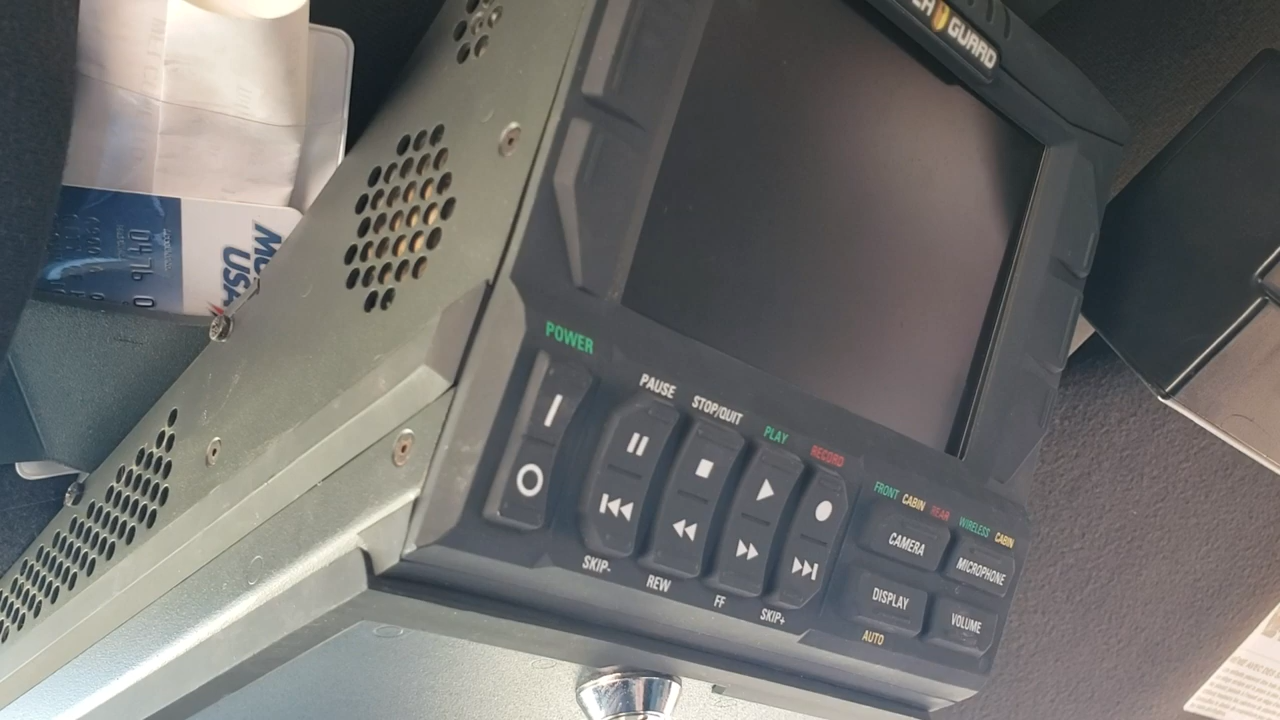 GUARD
POWER
PAUSE
STOP/QUIT
PLAY
RECORD
SKIP-
REW
FF
SKIP+
FRONT CABIN REAR
WIRELESS CABIN
CAMERA
MICROPHONE
DISPLAY
VOLUME
AUTO
USA